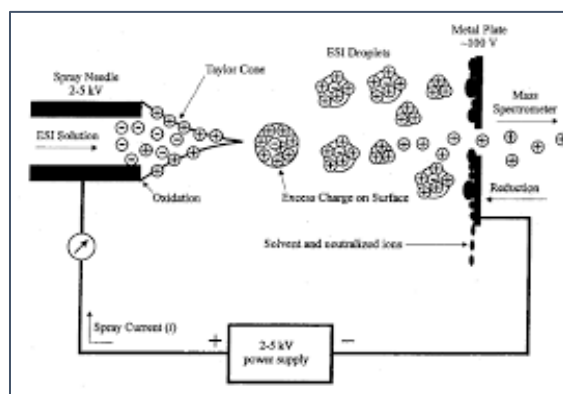 Metal Plate
~100 V
ESI Droplets
Spray Needle
2-5 kV
Taylor Cone
Mass
Spectrometer
ESI Solution
Oxidation
Excess Charge on Surface
Reduction
Solvent and neutralized ions
Spray Current (i)
+
−
2-5 kV
power supply